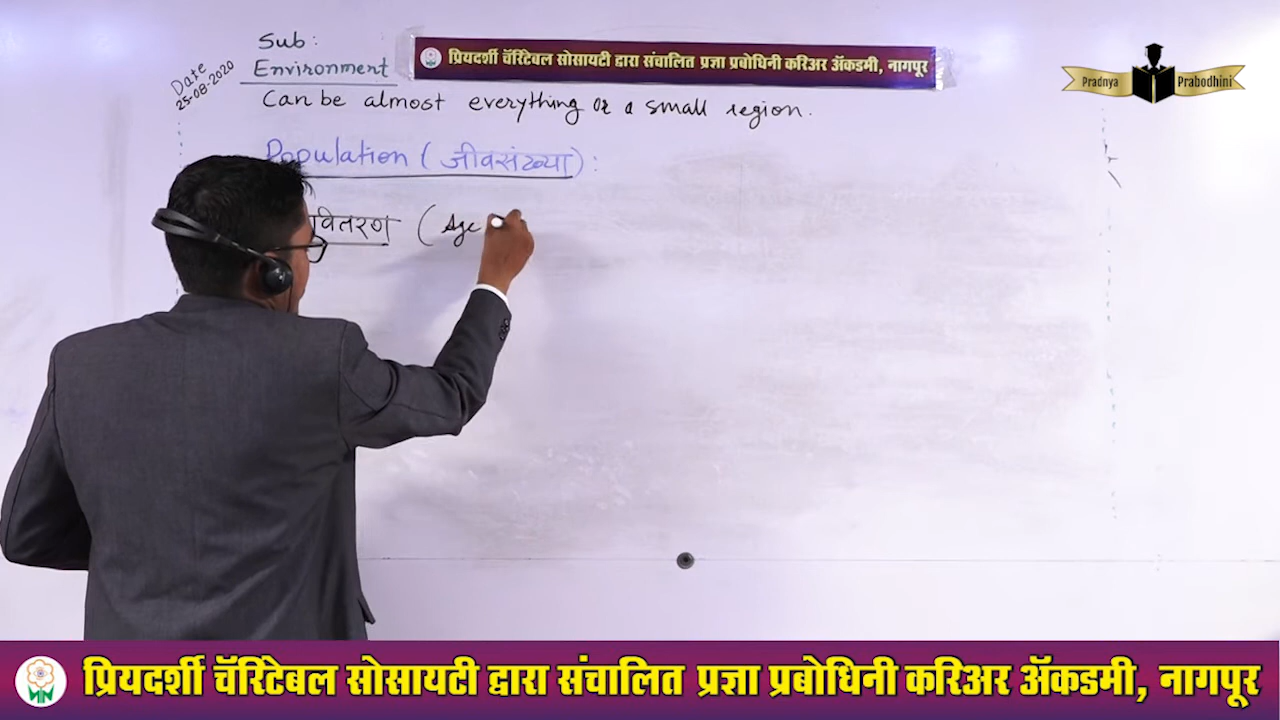 Sub:
Environment
Date
25-08-2020
प्रियदर्शी चॅरिटेबल सोसायटी द्वारा संचालित प्रज्ञा प्रबोधिनी करिअर ॲकडमी, नागपूर
Pradnya Prabodhini
Can be almost everything or a small region.
Population (जीवसंख्या):
वितरण (Age
प्रियदर्शी चॅरिटेबल सोसायटी द्वारा संचालित प्रज्ञा प्रबोधिनी करिअर ॲकडमी, नागपूर